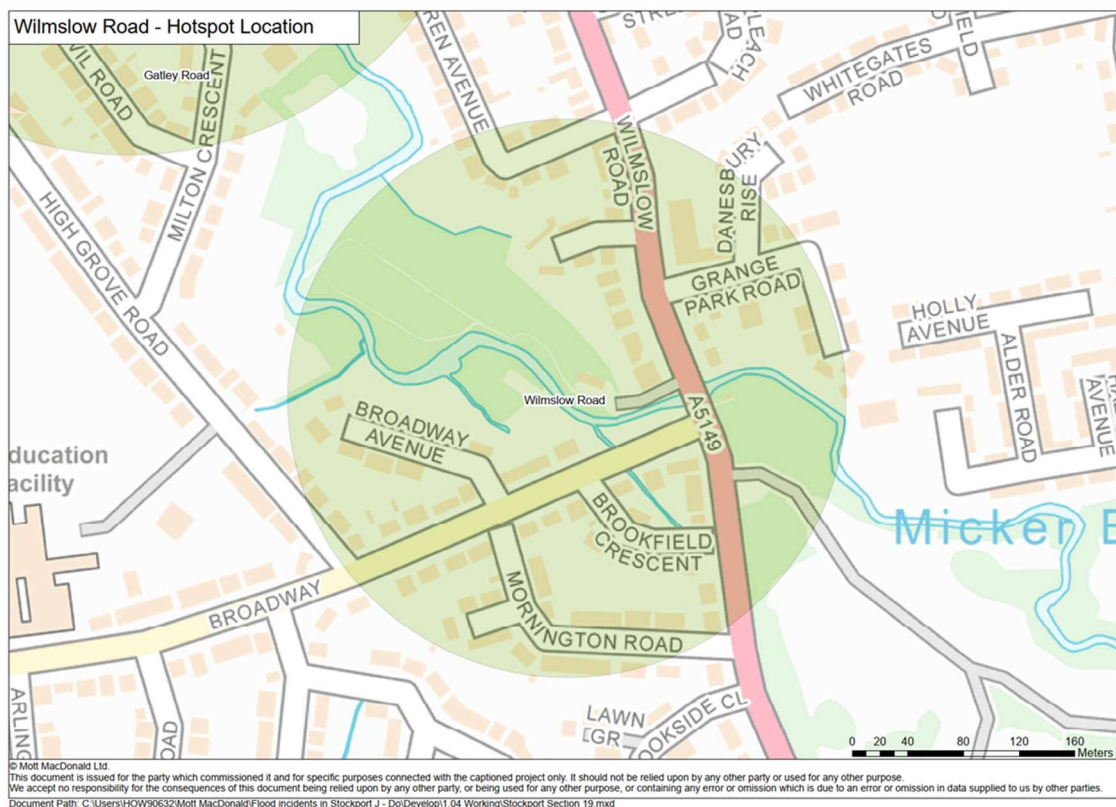 Wilmslow Road - Hotspot Location
Gatley Road
MILTON CRESCENT
HIGH GROVE ROAD
WILMSLOW
ROAD
WHITEGATES
ROAD
DANESBURY
RISE
GRANGE
PARK ROAD
HOLLY
AVENUE
ALDER ROAD
AVENUE
Wilmslow Road
A5149
BROADWAY
AVENUE
BROOKFIELD
CRESCENT
Micker
BROADWAY
MORNINGTON ROAD
LAWN
GR
0 20 40 80 120 160
Meters
© Mott MacDonald Ltd.
This document is issued for the party which commissioned it and for specific purposes connected with the captioned project only. It should not be relied upon by any other party or used for any other purpose.
We accept no responsibility for the consequences of this document being relied upon by any other party, or being used for any other purpose, or containing any error or omission which is due to an error or omission in data supplied to us by other parties.
Document Path: C:\Users\HOW90632\Mott MacDonald\Flood incidents in Stockport J - Do\Develop\1.04 Working\Stockport Section 19.mxd